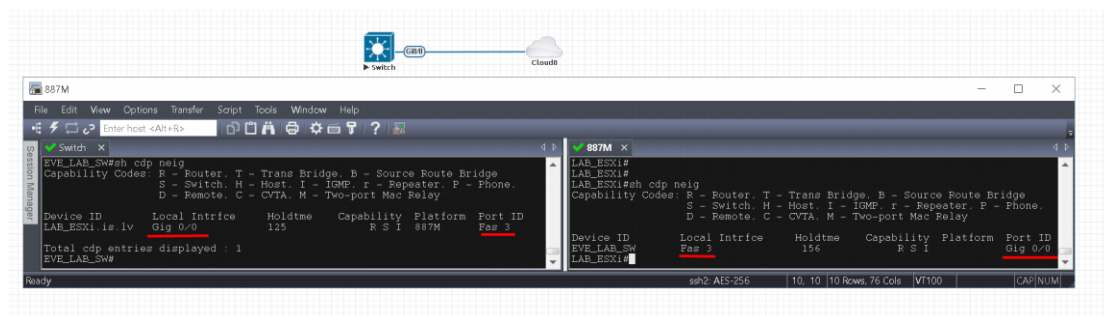 Gi0/0
Switch
Cloud0
887M
File Edit View Options Transfer Script Tools Window Help
Enter host <Alt+R>
Session Manager
Switch
EVE_LAB_SW#sh cdp neig
Capability Codes: R - Router, T - Trans Bridge, B - Source Route Bridge
S - Switch, H - Host, I - IGMP, r - Repeater, P - Phone,
D - Remote, C - CVTA, M - Two-port Mac Relay
Device ID Local Intrfce Holdtme Capability Platform Port ID
LAB_ESXi.is.lv Gig 0/0 125 R S I 887M Fas 3
Total cdp entries displayed : 1
EVE_LAB_SW#
887M
LAB_ESXi#
LAB_ESXi#
LAB_ESXi#sh cdp neig
Capability Codes: R - Router, T - Trans Bridge, B - Source Route Bridge
S - Switch, H - Host, I - IGMP, r - Repeater, P - Phone,
D - Remote, C - CVTA, M - Two-port Mac Relay
Device ID Local Intrfce Holdtme Capability Platform Port ID
EVE_LAB_SW Fas 3 156 R S I Gig 0/0
LAB_ESXi#
Ready ssh2: AES-256 10, 10 10 Rows, 76 Cols VT100 CAP NUM